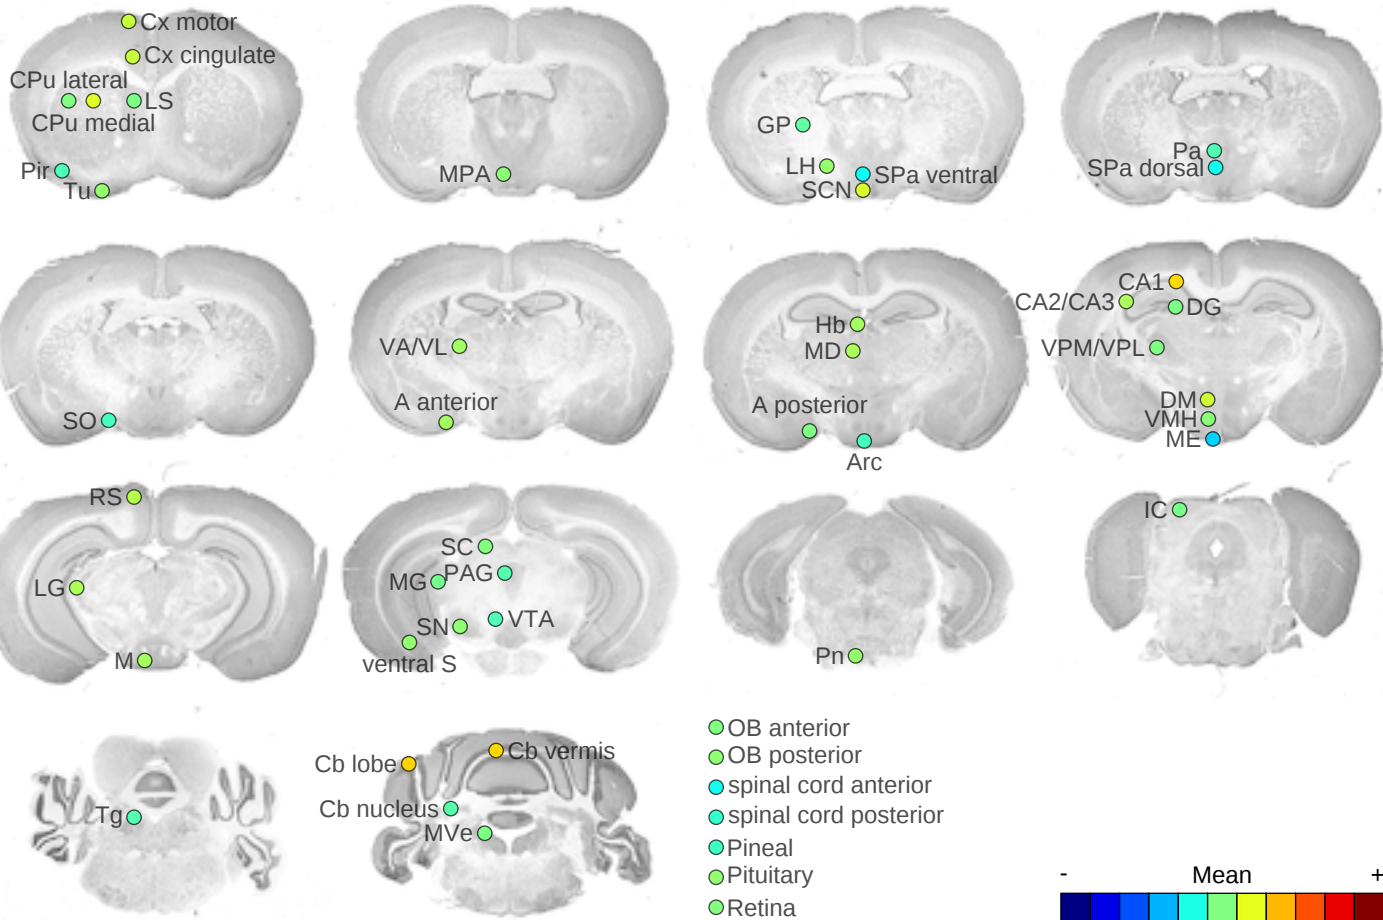 Cx motor
Cx cingulate
CPu lateral
LS
CPu medial
Pir
Tu
MPA
GP
LH
SPa ventral
SCN
Pa
SPa dorsal
SO
VA/VL
A anterior
Hb
MD
A posterior
Arc
CA1
CA2/CA3
DG
VPM/VPL
DM
VMH
ME
RS
LG
M
SC
MG
PAG
SN
VTA
ventral S
Pn
IC
Tg
Cb lobe
Cb vermis
Cb nucleus
MVe
OB anterior
OB posterior
spinal cord anterior
spinal cord posterior
Pineal
Pituitary
Retina
- Mean +